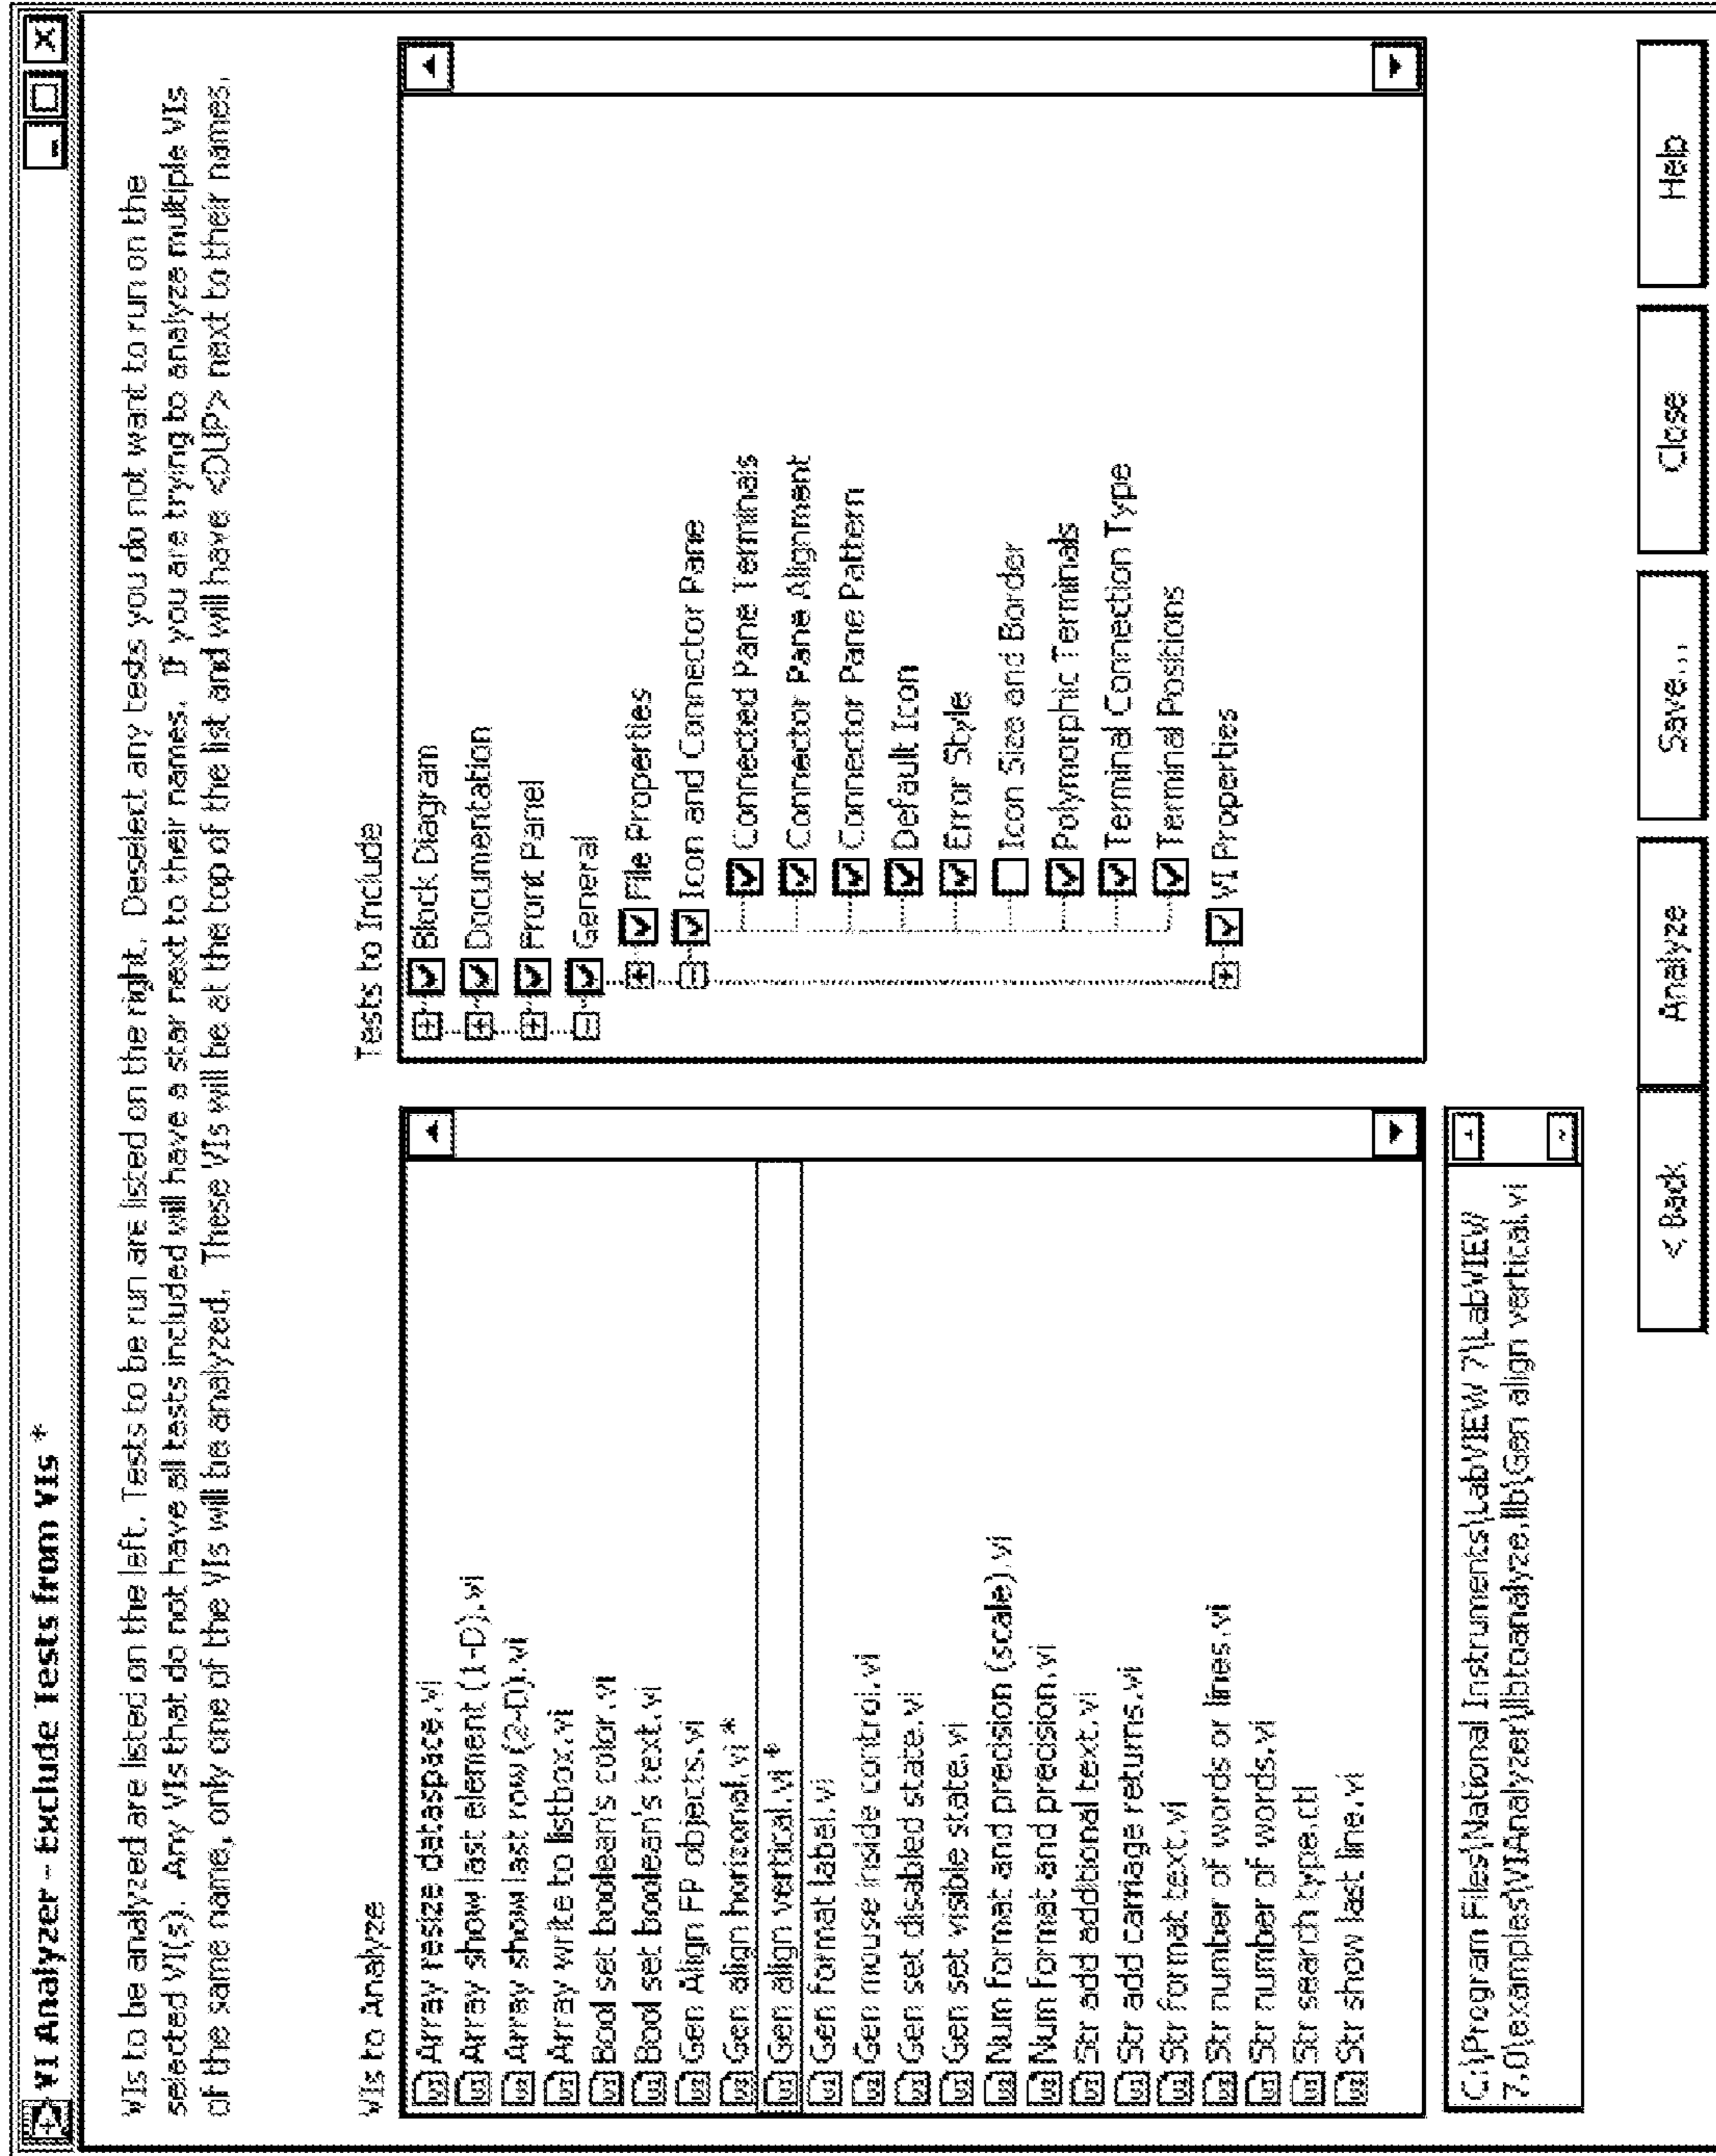 VI Analyzer - Exclude Tests from VIs *
VIs to be analyzed are listed on the left. Tests to be run are listed on the right. Deselect any tests you do not want to run on the
selected VI(s). Any VIs that do not have all tests included will have a star next to their names. If you are trying to analyze multiple VIs
of the same name, only one of the VIs will be analyzed. These VIs will be at the top of the list and will have <DUP> next to their names.
VIs to Analyze
Array resize dataspace.vi
Array show last element (1-D).vi
Array show last row (2-D).vi
Array write to listbox.vi
Bool set boolean's color.vi
Bool set boolean's text.vi
Gen Align FP objects.vi
Gen align horizonal.vi *
Gen align vertical.vi *
Gen format label.vi
Gen mouse inside control.vi
Gen set disabled state.vi
Gen set visible state.vi
Num format and precision (scale).vi
Num format and precision.vi
Str add additional text.vi
Str add carriage returns.vi
Str format text.vi
Str number of words or lines.vi
Str number of words.vi
Str search type.ctl
Str show last line.vi
C:\Program Files\National Instruments\LabVIEW 7\LabVIEW
7.0\examples\VIAnalyzer\llbtoanalyze.llb\Gen align vertical.vi
Tests to Include
Block Diagram
Documentation
Front Panel
General
File Properties
Icon and Connector Pane
Connected Pane Terminals
Connector Pane Alignment
Connector Pane Pattern
Default Icon
Error Style
Icon Size and Border
Polymorphic Terminals
Terminal Connection Type
Terminal Positions
VI Properties
< Back
Analyze
Save...
Close
Help